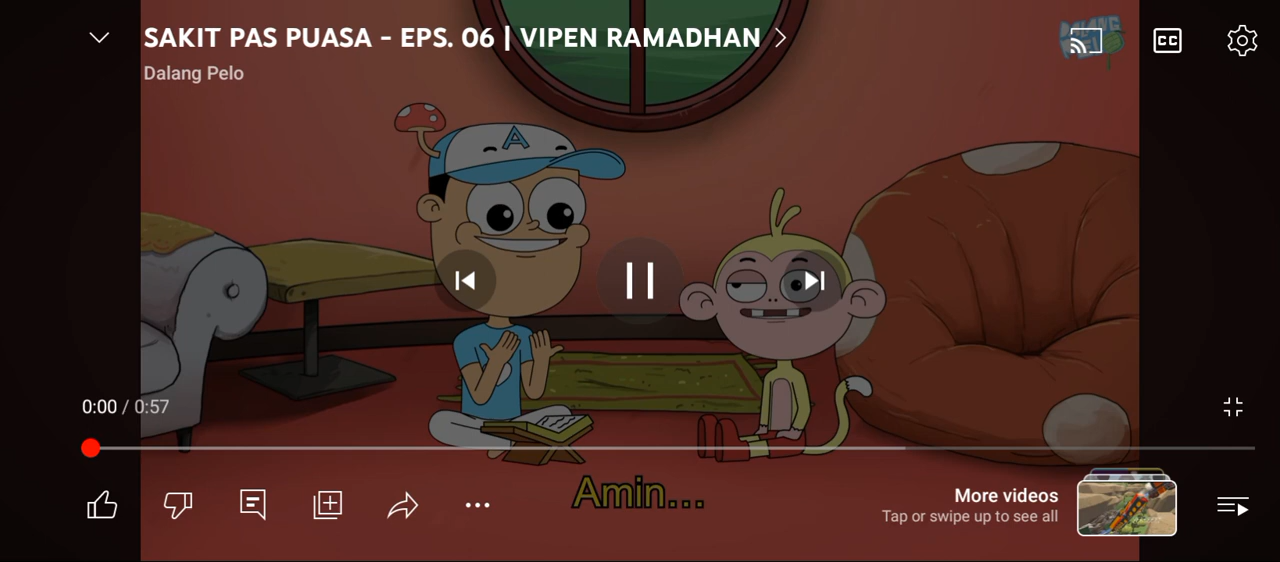 SAKIT PAS PUASA - EPS. 06 | VIPEN RAMADHAN
CC
Dalang Pelo
A
0:00 / 0:57
Amin...
More videos
Tap or swipe up to see all